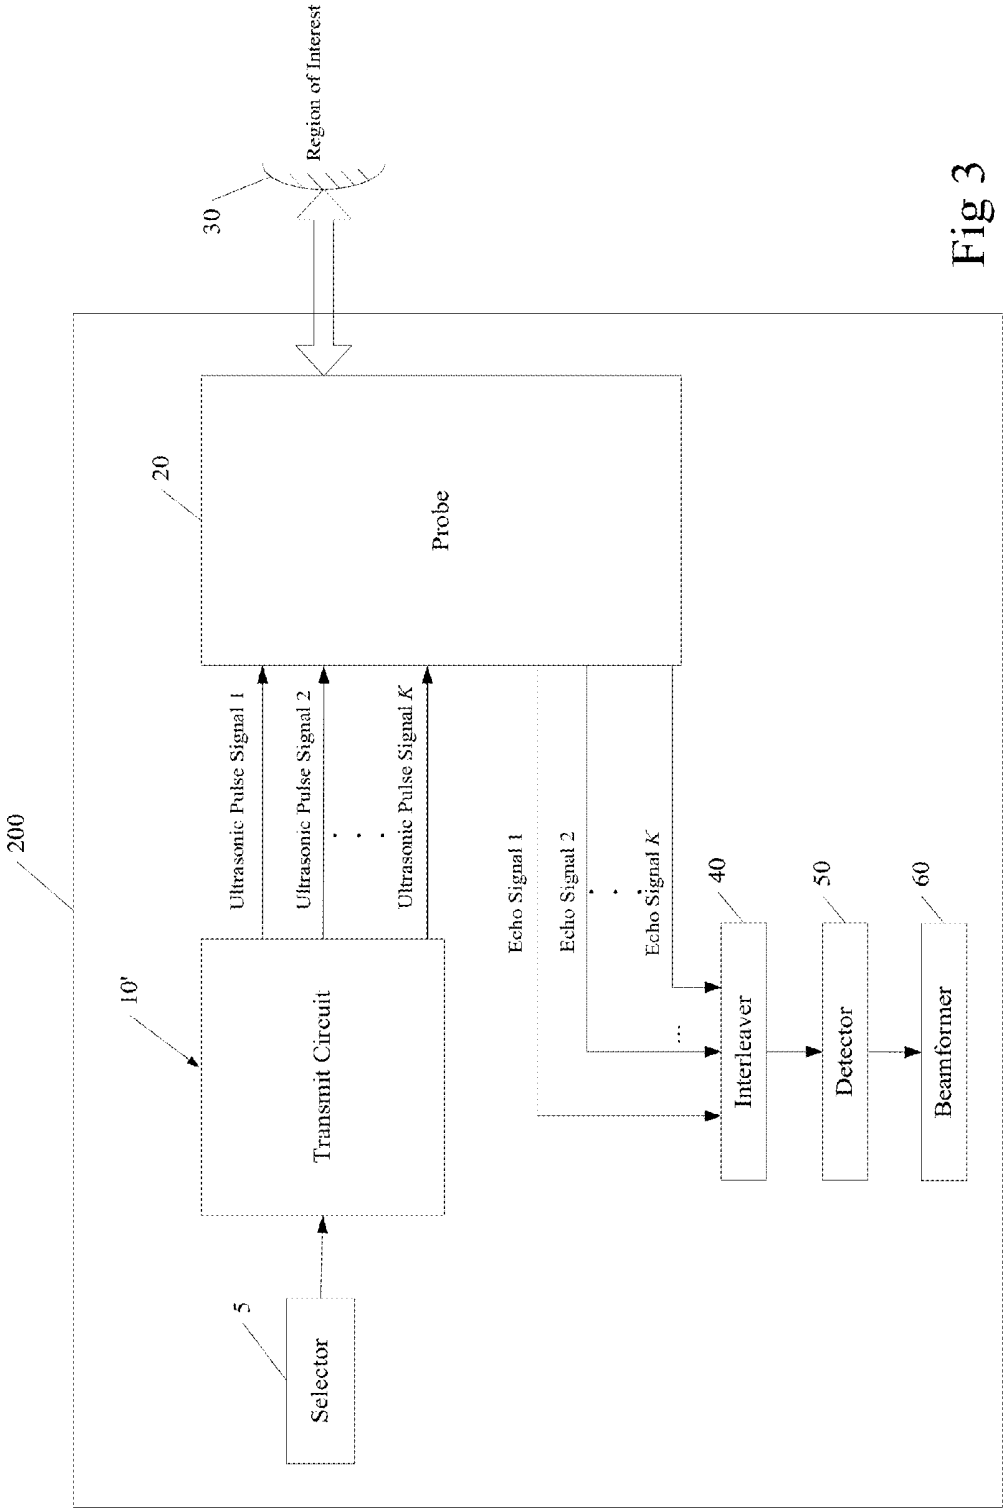 200
5
Selector
10'
Transmit Circuit
Ultrasonic Pulse Signal 1
Ultrasonic Pulse Signal 2
. . . .
Ultrasonic Pulse Signal K
20
Probe
30
Region of Interest
Echo Signal 1
Echo Signal 2
. . . .
Echo Signal K
...
40
Interleaver
50
Detector
60
Beamformer
Fig 3